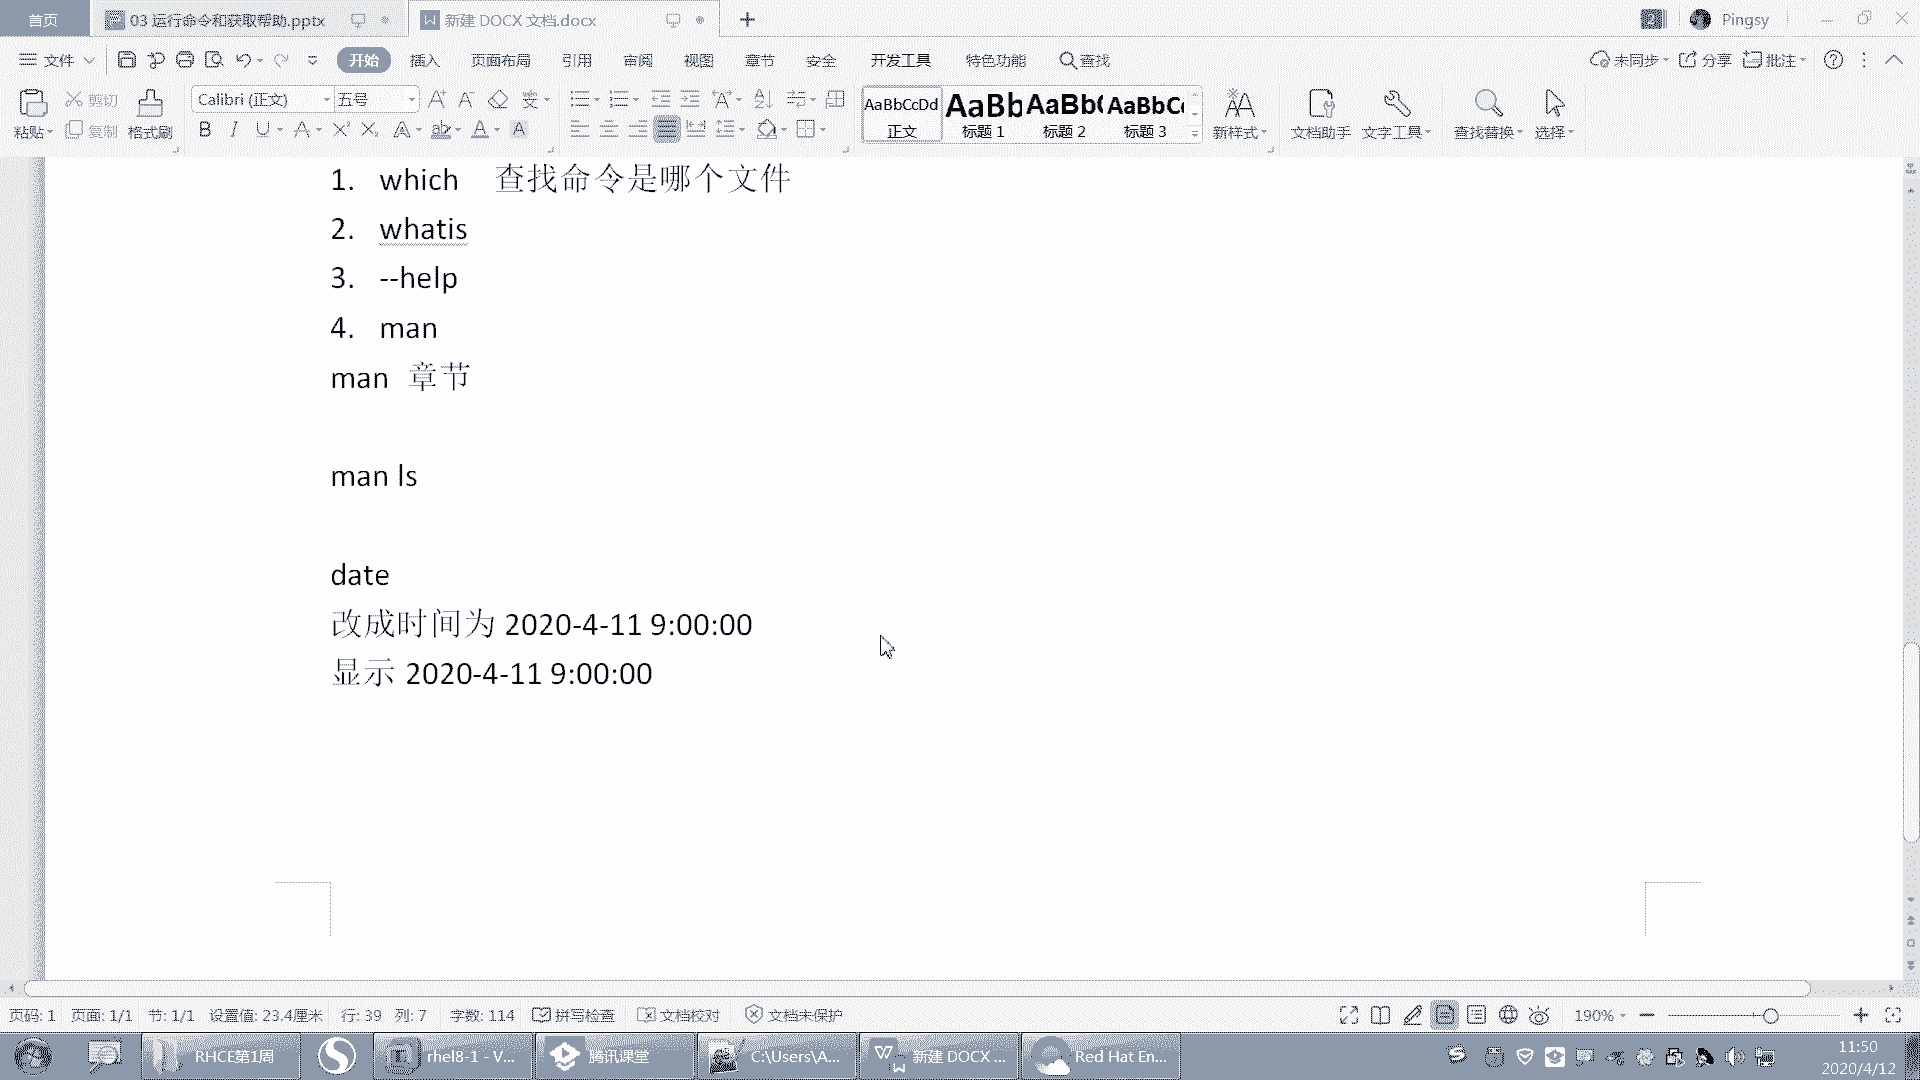 首页 03 运行命令和获取帮助.pptx 新建 DOCX 文档.docx + 2 Pingsy
文件 开始 插入 页面布局 引用 审阅 视图 章节 安全 开发工具 特色功能 查找 未同步 分享 批注
粘贴 剪切 复制 格式刷 Calibri (正文) 五号 AaBbCcDd 正文 AaBb 标题 1 AaBb( 标题 2 AaBbC 标题 3 新样式 文档助手 文字工具 查找替换 选择
1. which 查找命令是哪个文件
2. whatis
3. --help
4. man
man 章节
man ls
date
改成时间为 2020-4-11 9:00:00
显示 2020-4-11 9:00:00
页码: 1 页面: 1/1 节: 1/1 设置值: 23.4厘米 行: 39 列: 7 字数: 114 拼写检查 文档校对 文档未保护 190%
RHCE第1周 rhel8-1 - V... 腾讯课堂 C:\Users\A... 新建 DOCX ... Red Hat En... 11:50
2020/4/12